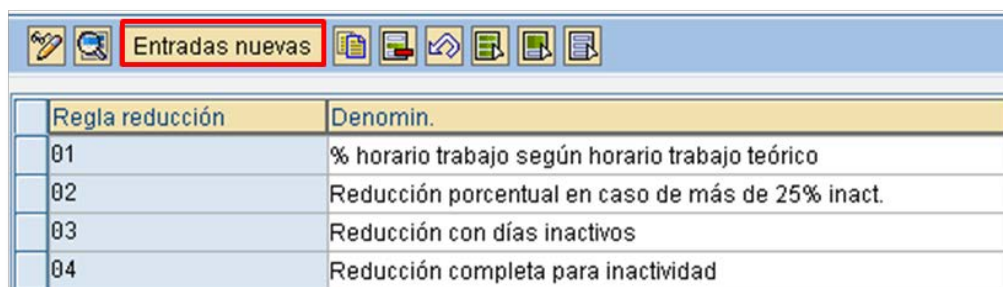 Entradas nuevas
Regla reducción Denomin.
01 % horario trabajo según horario trabajo teórico
02 Reducción porcentual en caso de más de 25% inact.
03 Reducción con días inactivos
04 Reducción completa para inactividad